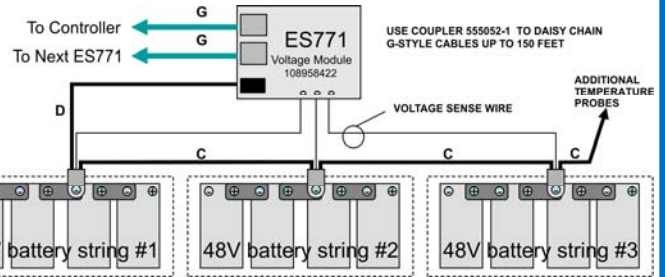 G
To Controller
G
To Next ES771
ES771
Voltage Module
108958422
USE COUPLER 555052-1 TO DAISY CHAIN
G-STYLE CABLES UP TO 150 FEET
ADDITIONAL
TEMPERATURE
PROBES
D
VOLTAGE SENSE WIRE
C
C
C
battery string #1
48V battery string #2
48V battery string #3